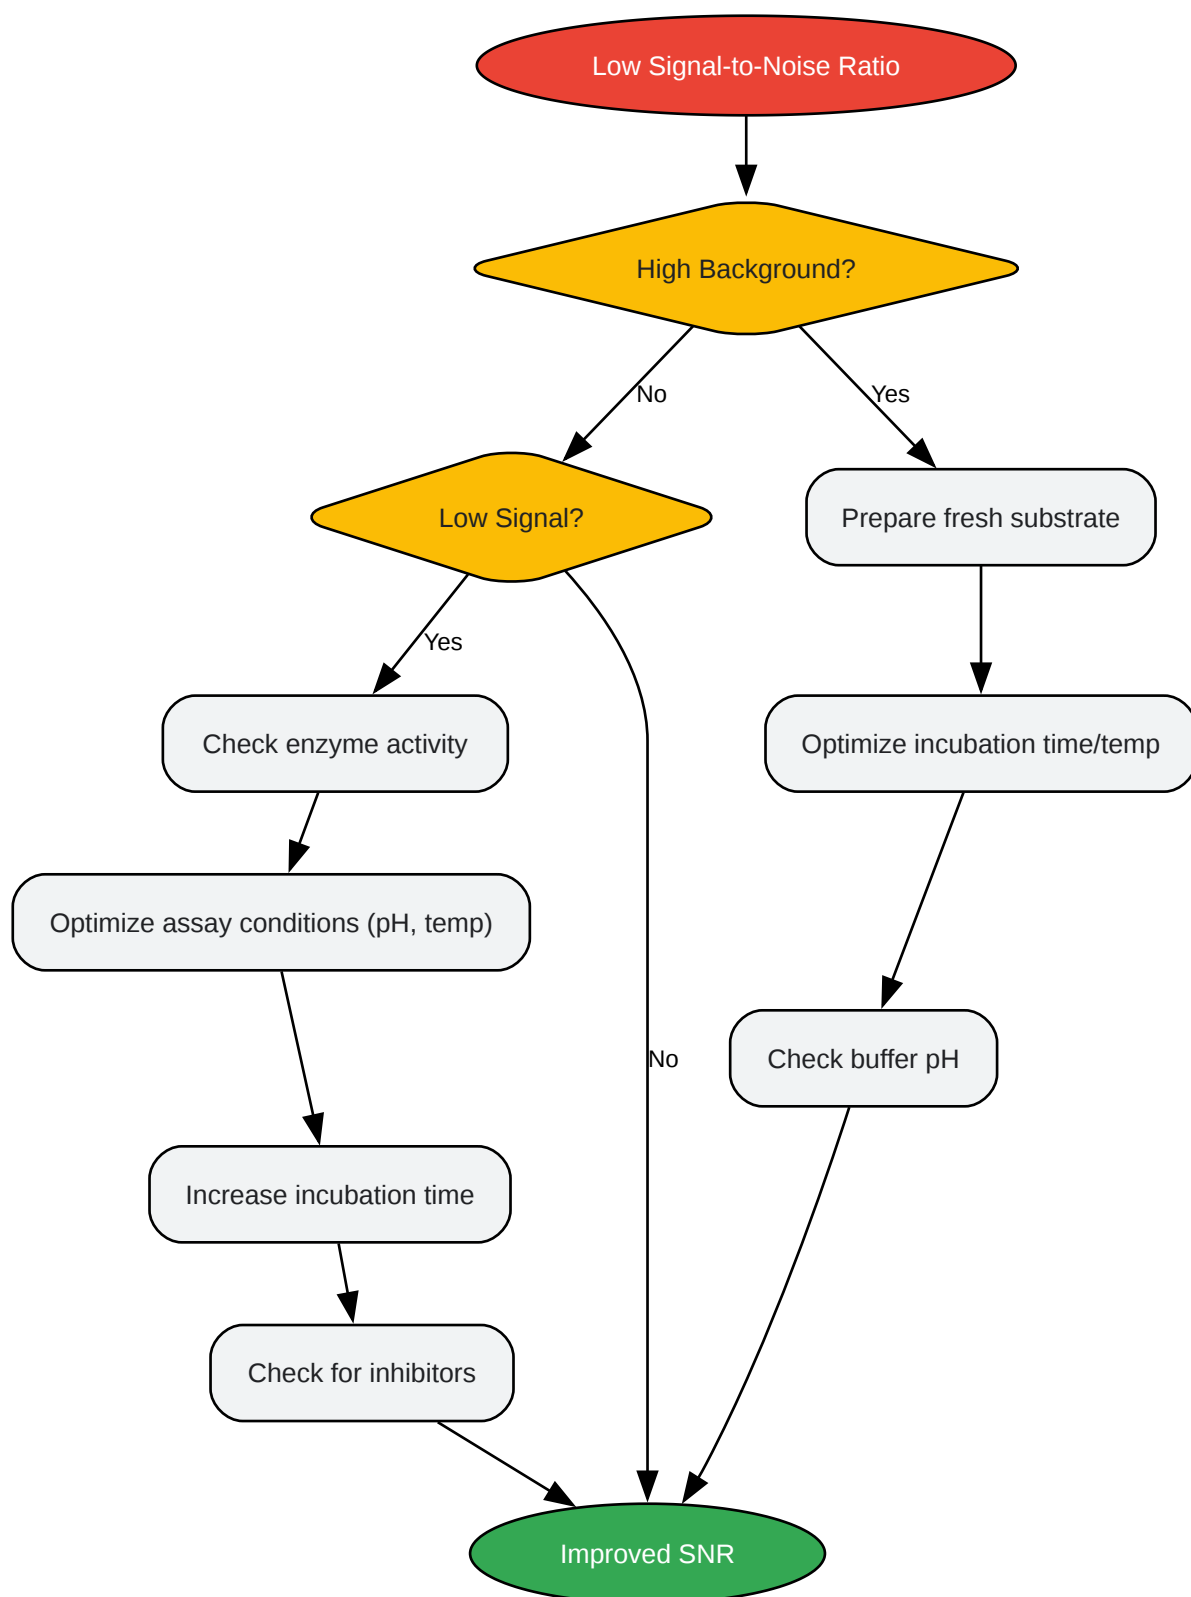 Low Signal-to-Noise Ratio
High Background?
No
Yes
Low Signal?
Prepare fresh substrate
Yes
Check enzyme activity
Optimize incubation time/temp
Optimize assay conditions (pH, temp)
No
Check buffer pH
Increase incubation time
Check for inhibitors
Improved SNR